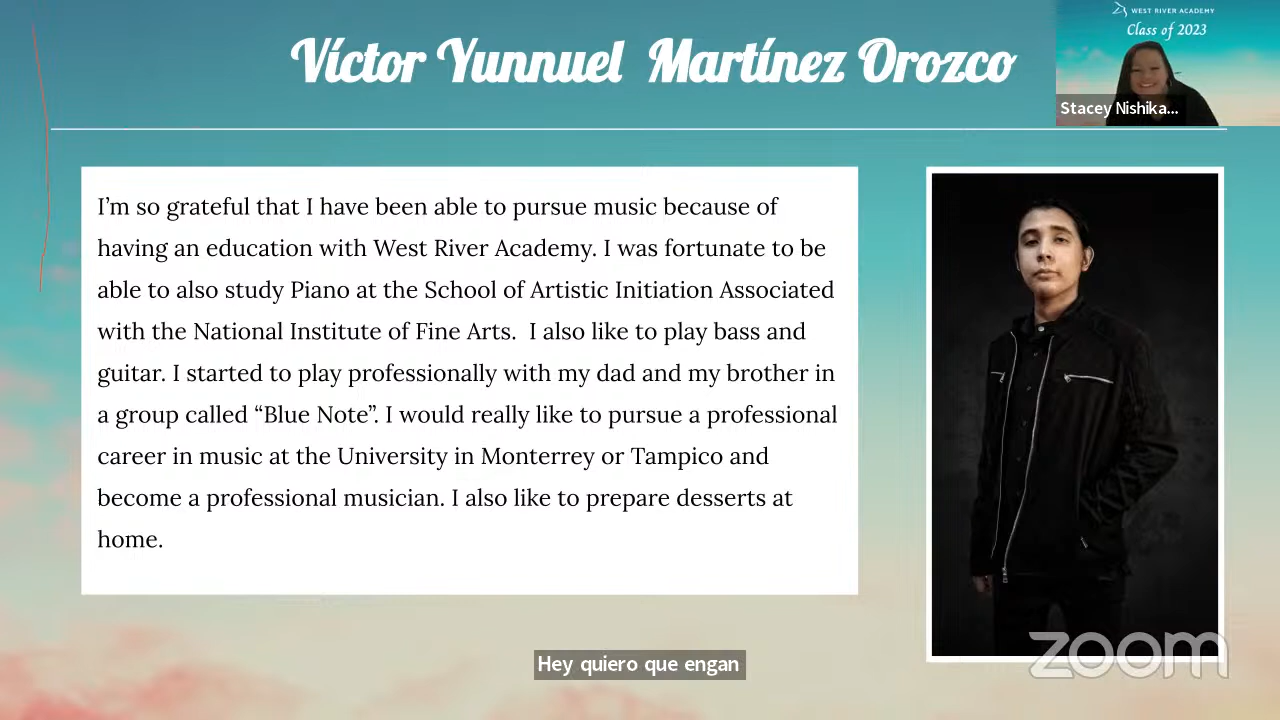 WEST RIVER ACADEMY
Class of 2023
Víctor Yunnuel Martínez Orozco
Stacey Nishika...
I'm so grateful that I have been able to pursue music because of
having an education with West River Academy. I was fortunate to be
able to also study Piano at the School of Artistic Initiation Associated
with the National Institute of Fine Arts. I also like to play bass and
guitar. I started to play professionally with my dad and my brother in
a group called “Blue Note”. I would really like to pursue a professional
career in music at the University in Monterrey or Tampico and
become a professional musician. I also like to prepare desserts at
home.
Hey quiero que engan
zoom